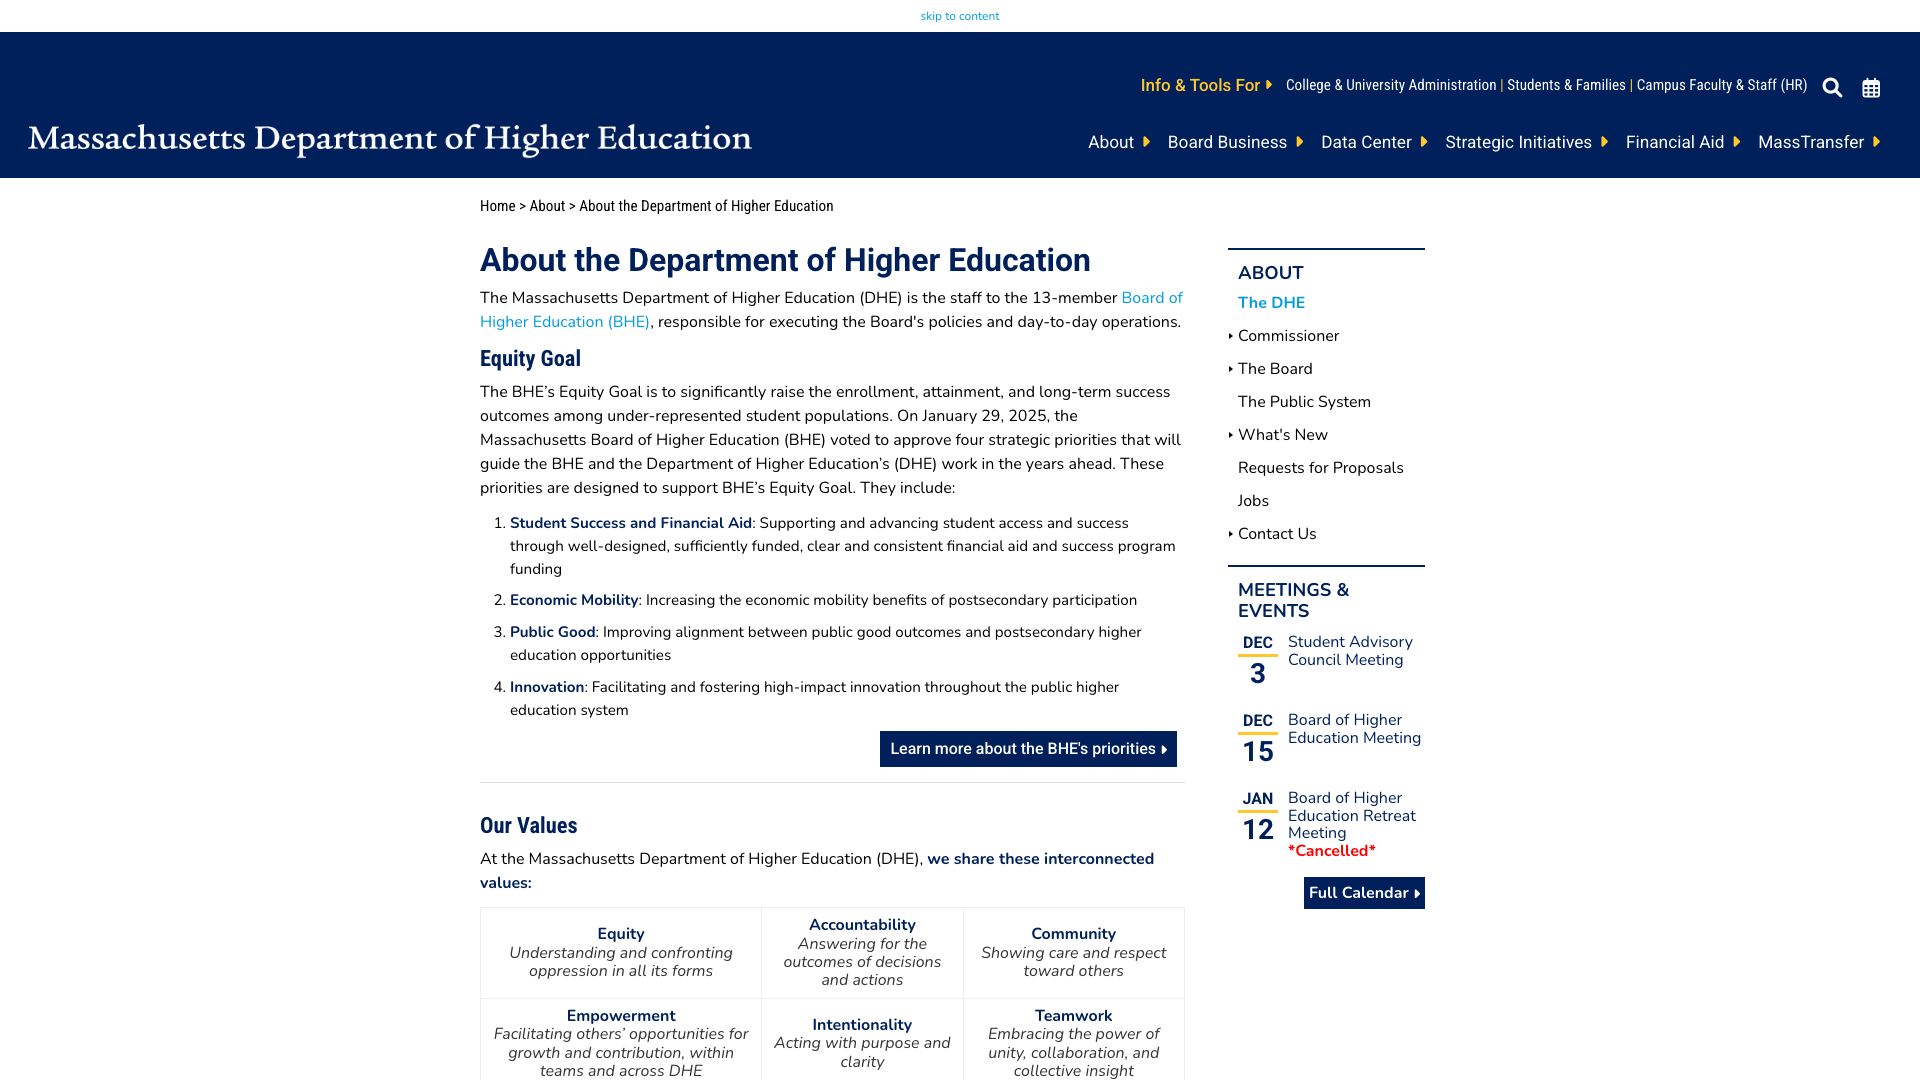 skip to content
Info & Tools For
College & University Administration | Students & Families | Campus Faculty & Staff (HR)
Massachusetts Department of Higher Education
About
Board Business
Data Center
Strategic Initiatives
Financial Aid
MassTransfer
Home > About > About the Department of Higher Education
About the Department of Higher Education
The Massachusetts Department of Higher Education (DHE) is the staff to the 13-member Board of
Higher Education (BHE), responsible for executing the Board's policies and day-to-day operations.
Equity Goal
The BHE’s Equity Goal is to significantly raise the enrollment, attainment, and long-term success
outcomes among under-represented student populations. On January 29, 2025, the
Massachusetts Board of Higher Education (BHE) voted to approve four strategic priorities that will
guide the BHE and the Department of Higher Education’s (DHE) work in the years ahead. These
priorities are designed to support BHE’s Equity Goal. They include:
1. Student Success and Financial Aid: Supporting and advancing student access and success
through well-designed, sufficiently funded, clear and consistent financial aid and success program
funding
2. Economic Mobility: Increasing the economic mobility benefits of postsecondary participation
3. Public Good: Improving alignment between public good outcomes and postsecondary higher
education opportunities
4. Innovation: Facilitating and fostering high-impact innovation throughout the public higher
education system
Learn more about the BHE's priorities
Our Values
At the Massachusetts Department of Higher Education (DHE), we share these interconnected
values:
Equity
Understanding and confronting
oppression in all its forms
Accountability
Answering for the
outcomes of decisions
and actions
Community
Showing care and respect
toward others
Empowerment
Facilitating others’ opportunities for
growth and contribution, within
teams and across DHE
Intentionality
Acting with purpose and
clarity
Teamwork
Embracing the power of
unity, collaboration, and
collective insight
ABOUT
The DHE
Commissioner
The Board
The Public System
What's New
Requests for Proposals
Jobs
Contact Us
MEETINGS &
EVENTS
DEC
3
Student Advisory
Council Meeting
DEC
15
Board of Higher
Education Meeting
JAN
12
Board of Higher
Education Retreat
Meeting
*Cancelled*
Full Calendar